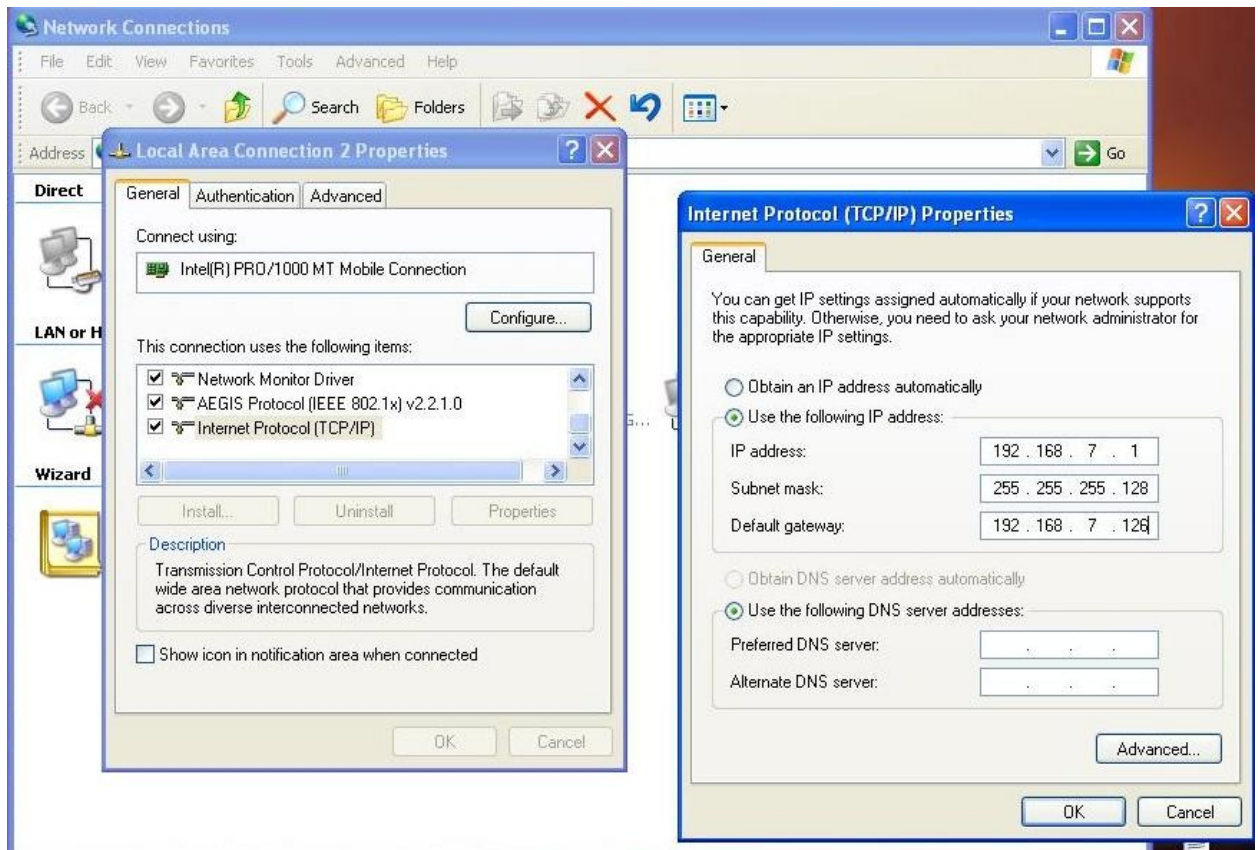 Network Connections
File Edit View Favorites Tools Advanced Help
Back Search Folders
Address Go
Direct
LAN or H
Wizard
Local Area Connection 2 Properties
General Authentication Advanced
Connect using:
Intel(R) PRO/1000 MT Mobile Connection
Configure...
This connection uses the following items:
Network Monitor Driver
AEGIS Protocol (IEEE 802.1x) v2.2.1.0
Internet Protocol (TCP/IP)
Install... Uninstall Properties
Description
Transmission Control Protocol/Internet Protocol. The default
wide area network protocol that provides communication
across diverse interconnected networks.
Show icon in notification area when connected
OK Cancel
Internet Protocol (TCP/IP) Properties
General
You can get IP settings assigned automatically if your network supports
this capability. Otherwise, you need to ask your network administrator for
the appropriate IP settings.
Obtain an IP address automatically
Use the following IP address:
IP address: 192 . 168 . 7 . 1
Subnet mask: 255 . 255 . 255 . 128
Default gateway: 192 . 168 . 7 . 126
Obtain DNS server address automatically
Use the following DNS server addresses:
Preferred DNS server: . . .
Alternate DNS server: . . .
Advanced...
OK Cancel